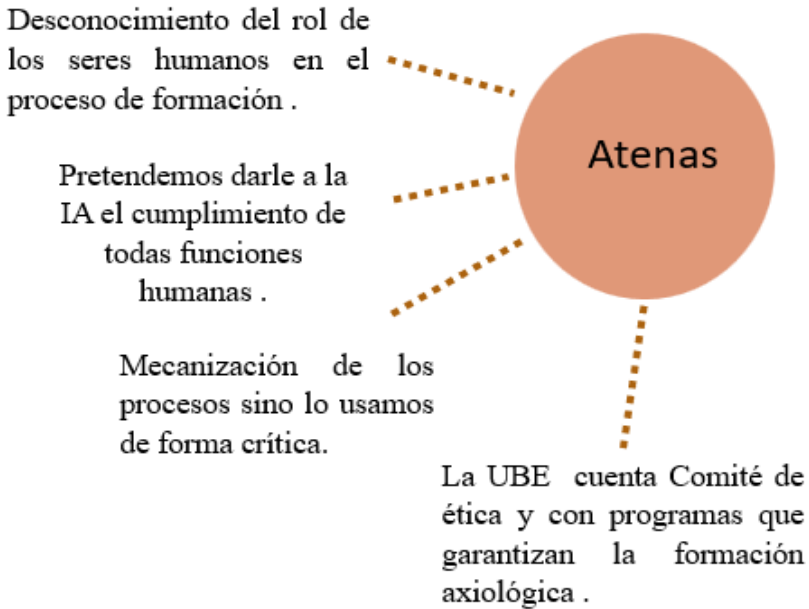 Desconocimiento del rol de
los seres humanos en el
proceso de formación .
Atenas
Pretendemos darle a la
IA el cumplimiento de
todas funciones
humanas .
Mecanización de los
procesos sino lo usamos
de forma crítica.
La UBE cuenta Comité de
ética y con programas que
garantizan la formación
axiológica .